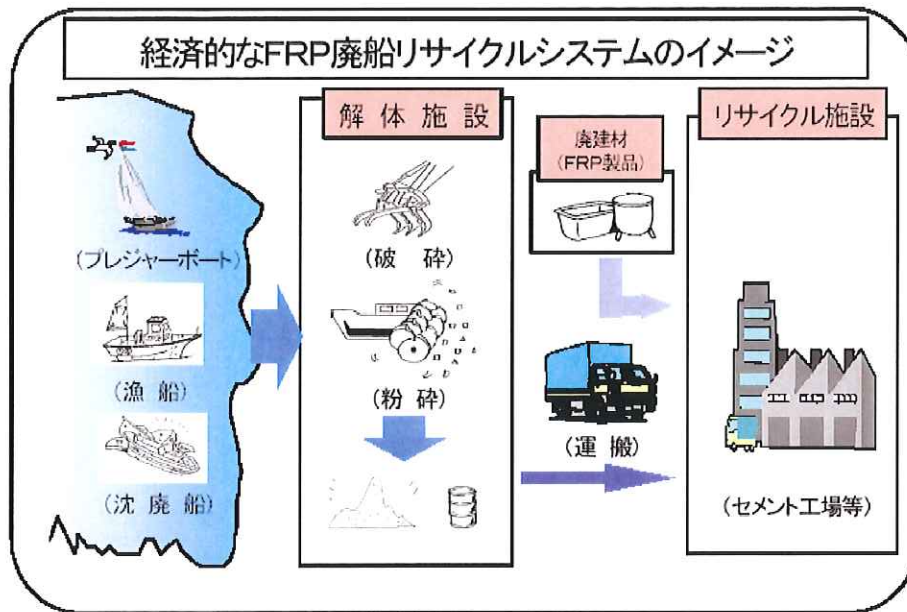 経済的なFRP廃船リサイクルシステムのイメージ
解体施設
リサイクル施設
廃建材
(FRP製品)
(プレジャーボート)
(破砕)
(漁船)
(粉砕)
(運搬)
(沈廃船)
(セメント工場等)